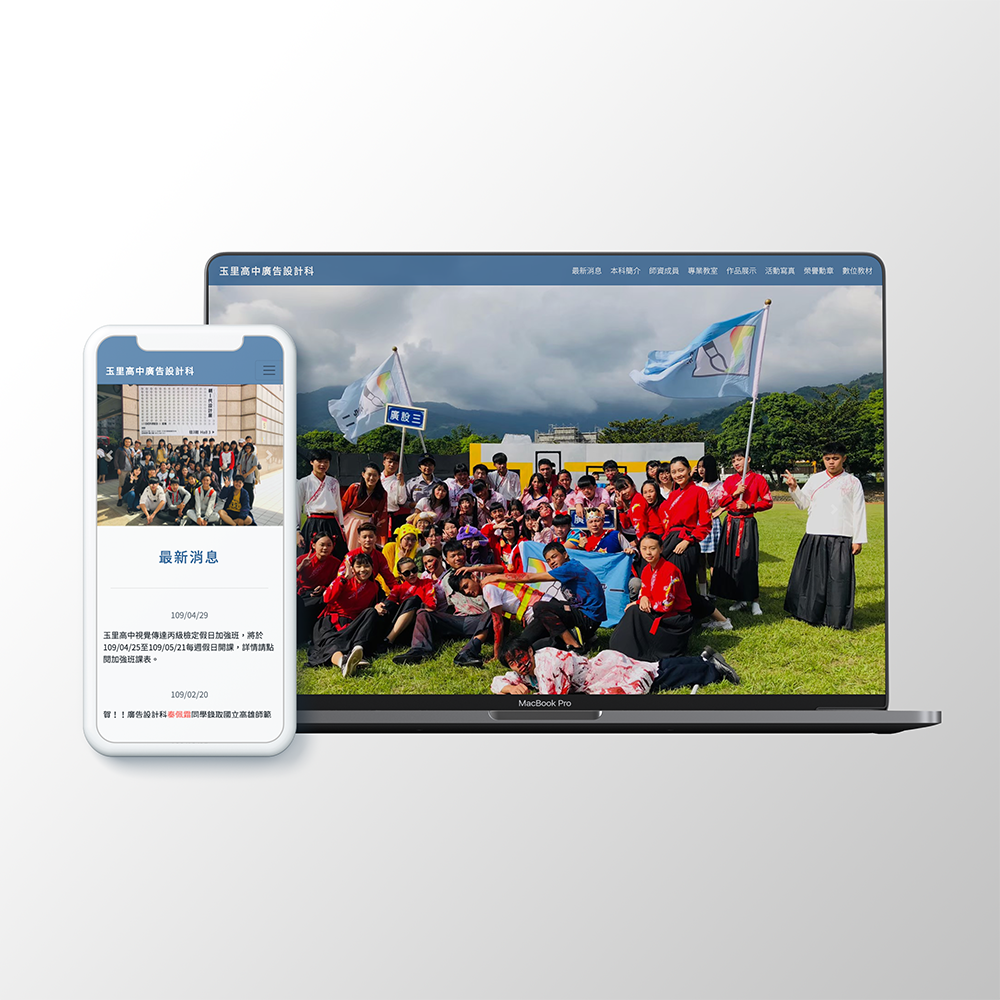 玉里高中廣告設計科
最新消息 本科簡介 師資成員 專業教室 作品展示 活動寫真 榮譽勳章 數位教材
廣設三
MacBook Pro
玉里高中廣告設計科
Hall 1
最新消息
109/04/29
玉里高中視覺傳達丙級檢定假日加強班，將於
109/04/25至109/05/21每週假日開課，詳情請點
閱加強班課表。
109/02/20
賀！！廣告設計科秦佩霜同學錄取國立高雄師範